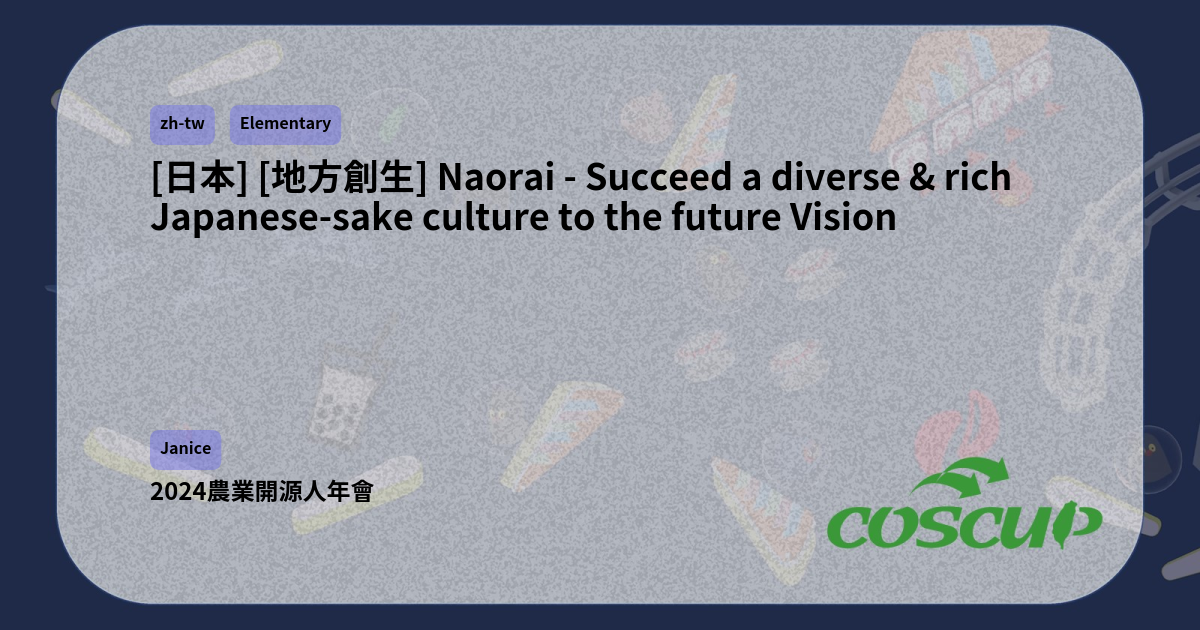 zh-tw Elementary
[日本] [地方創生] Naorai - Succeed a diverse & rich
Japanese-sake culture to the future Vision
Janice
2024農業開源人年會
COSCUP